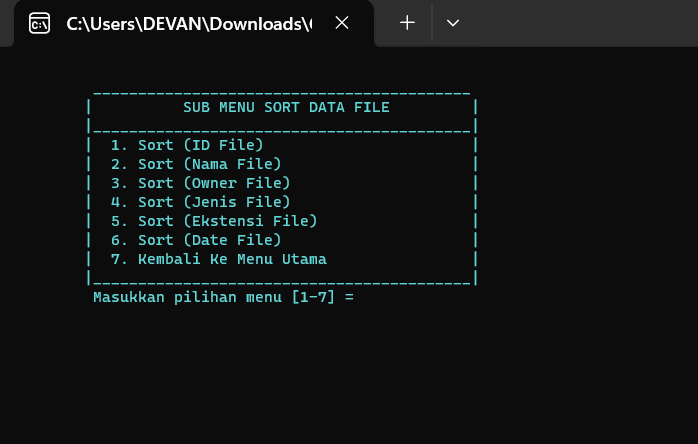 C:\Users\DEVAN\Downloads\
SUB MENU SORT DATA FILE
1. Sort (ID File)
2. Sort (Nama File)
3. Sort (Owner File)
4. Sort (Jenis File)
5. Sort (Ekstensi File)
6. Sort (Date File)
7. Kembali Ke Menu Utama
Masukkan pilihan menu [1-7] =